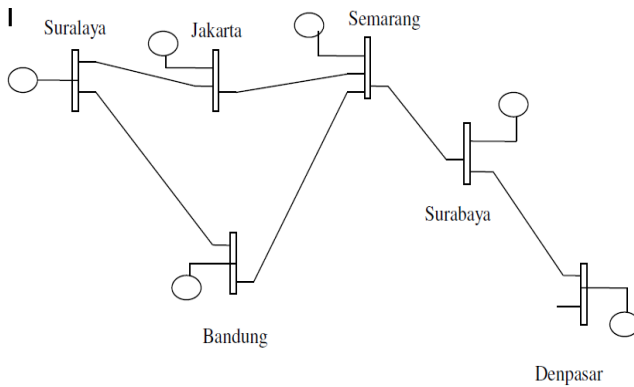 I
Suralaya
Jakarta
Semarang
Surabaya
Bandung
Denpasar